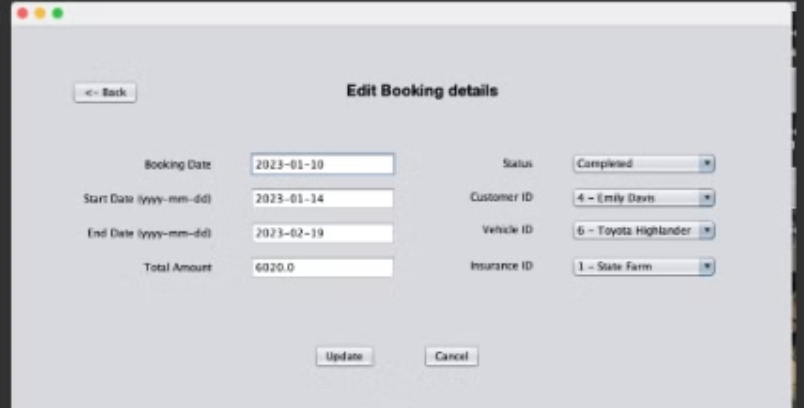 <- Back
Edit Booking details
Booking Date 2023-01-10 Status Completed
Start Date (yyyy-mm-dd) 2023-01-14 Customer ID 4 - Emily Davis
End Date (yyyy-mm-dd) 2023-02-19 Vehicle ID 6 - Toyota Highlander
Total Amount 6020.0 Insurance ID 1 - State Farm
Update Cancel